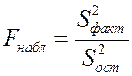 F_набл = S²_факт / S²_ост